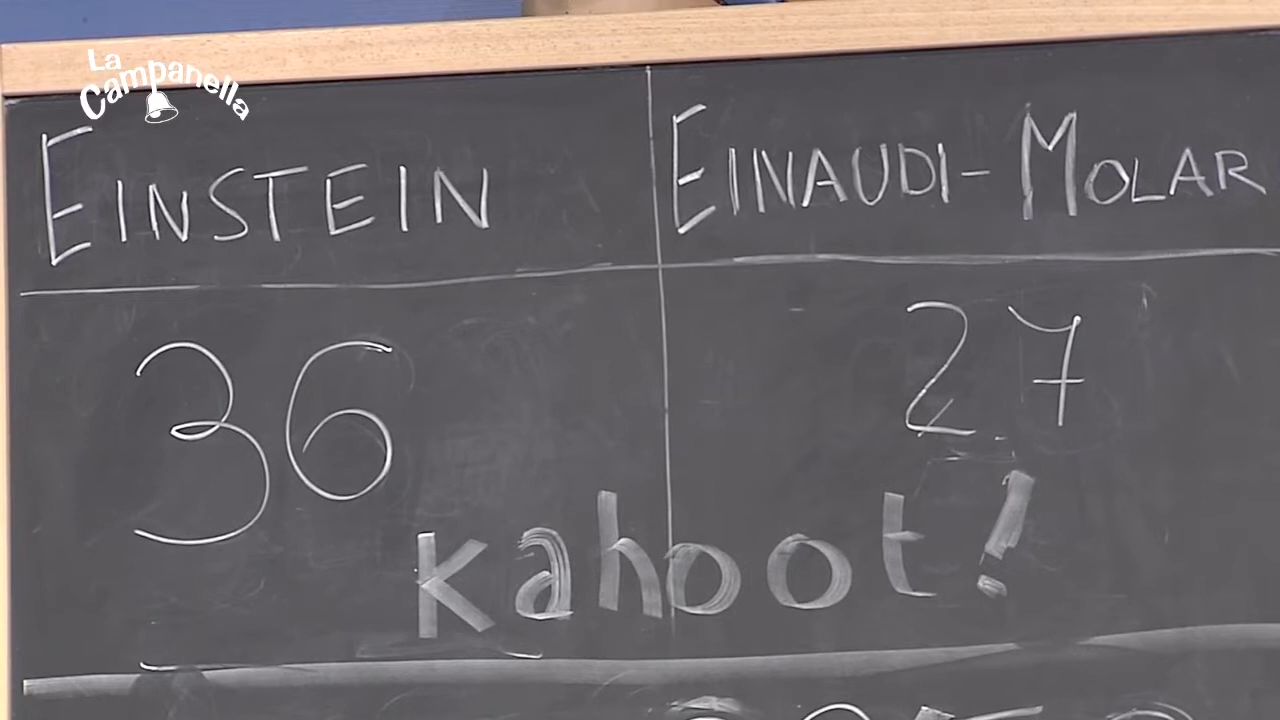 La
Campanella
EINSTEIN
EINAUDI-MOLAR
36
27
kahoot!